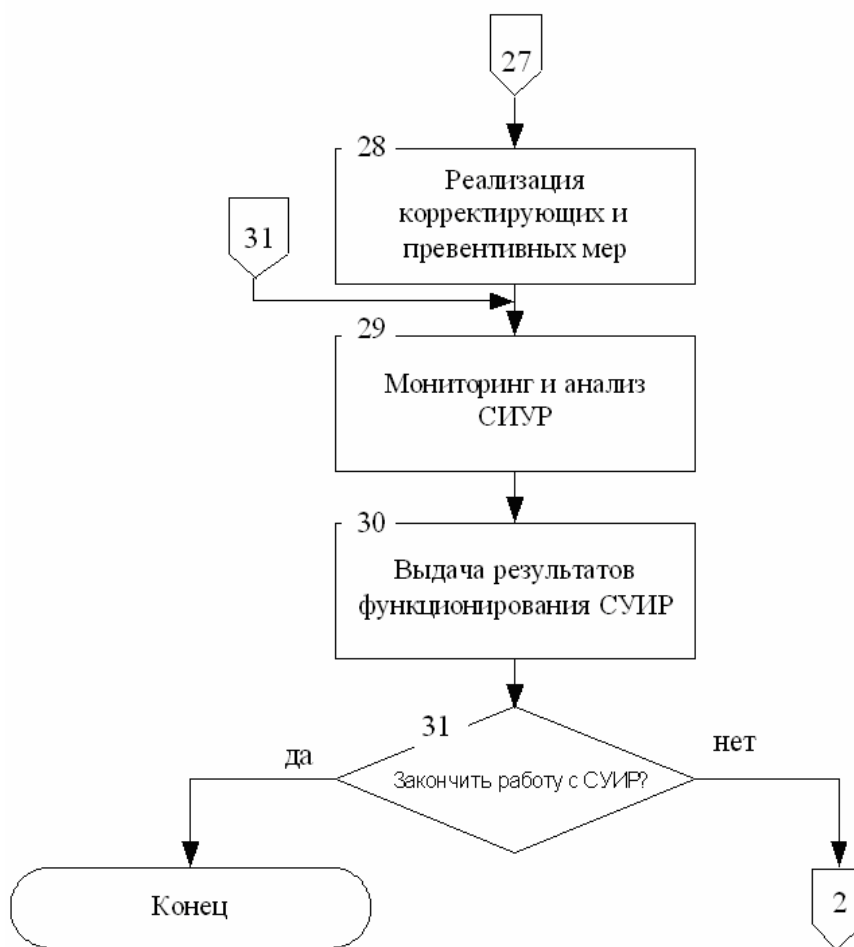 27
28
Реализация
корректирующих и
превентивных мер
31
29
Мониторинг и анализ
СИУР
30
Выдача результатов
функционирования СУИР
31
да
нет
Закончить работу с СУИР?
Конец
2